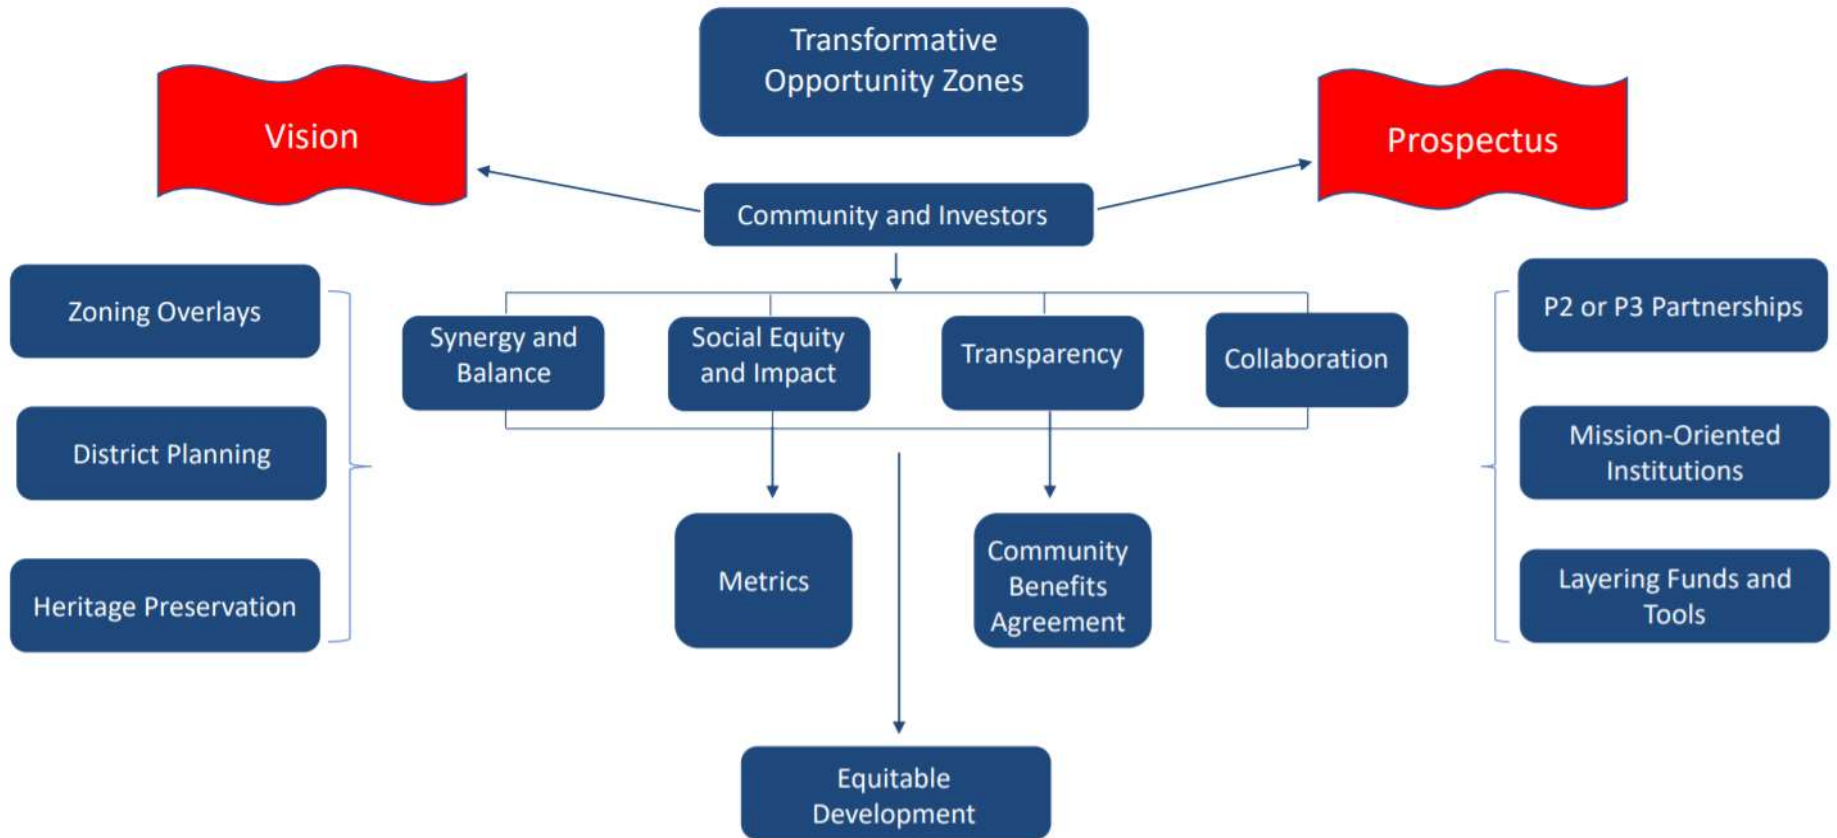 Transformative
Opportunity Zones
Vision
Prospectus
Community and Investors
Zoning Overlays
District Planning
Heritage Preservation
Synergy and
Balance
Social Equity
and Impact
Transparency
Collaboration
Metrics
Community
Benefits
Agreement
Equitable
Development
P2 or P3 Partnerships
Mission-Oriented
Institutions
Layering Funds and
Tools